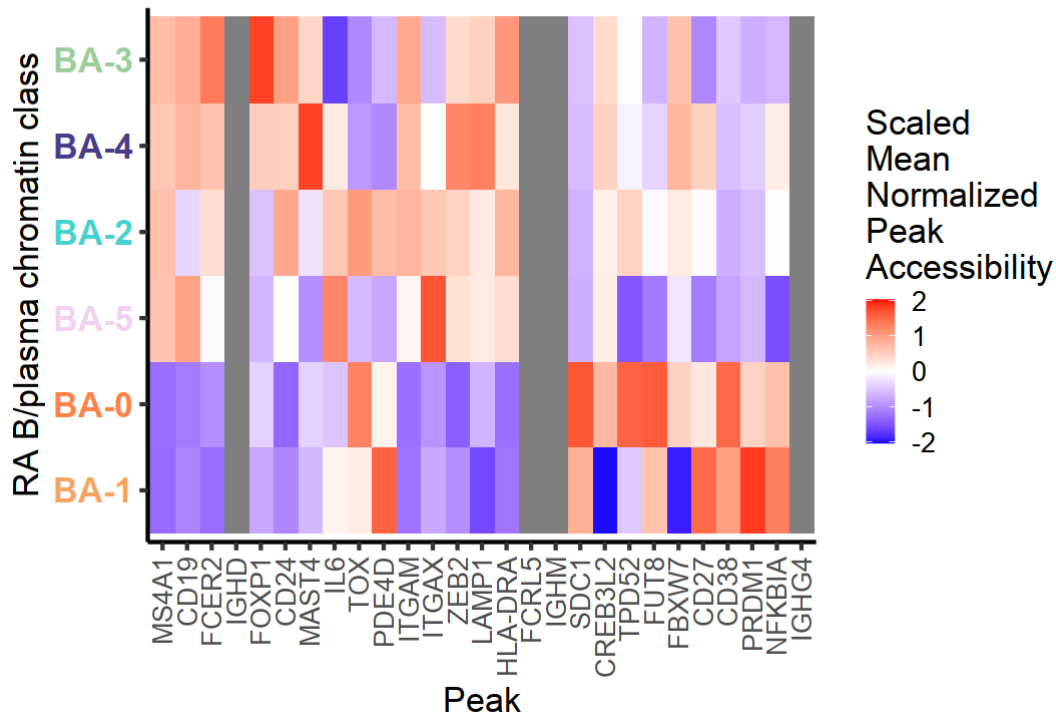 RA B/plasma chromatin class
BA-3
BA-4
BA-2
BA-5
BA-0
BA-1
MS4A1
CD19
FCER2
IGHD
FOXP1
CD24
MAST4
IL6
TOX
PDE4D
ITGAM
ITGAX
ZEB2
LAMP1
HLA-DRA
FCRL5
IGHM
SDC1
CREB3L2
TPD52
FUT8
FBXW7
CD27
CD38
PRDM1
NFKBIA
IGHG4
Peak
Scaled
Mean
Normalized
Peak
Accessibility
2
1
0
-1
-2